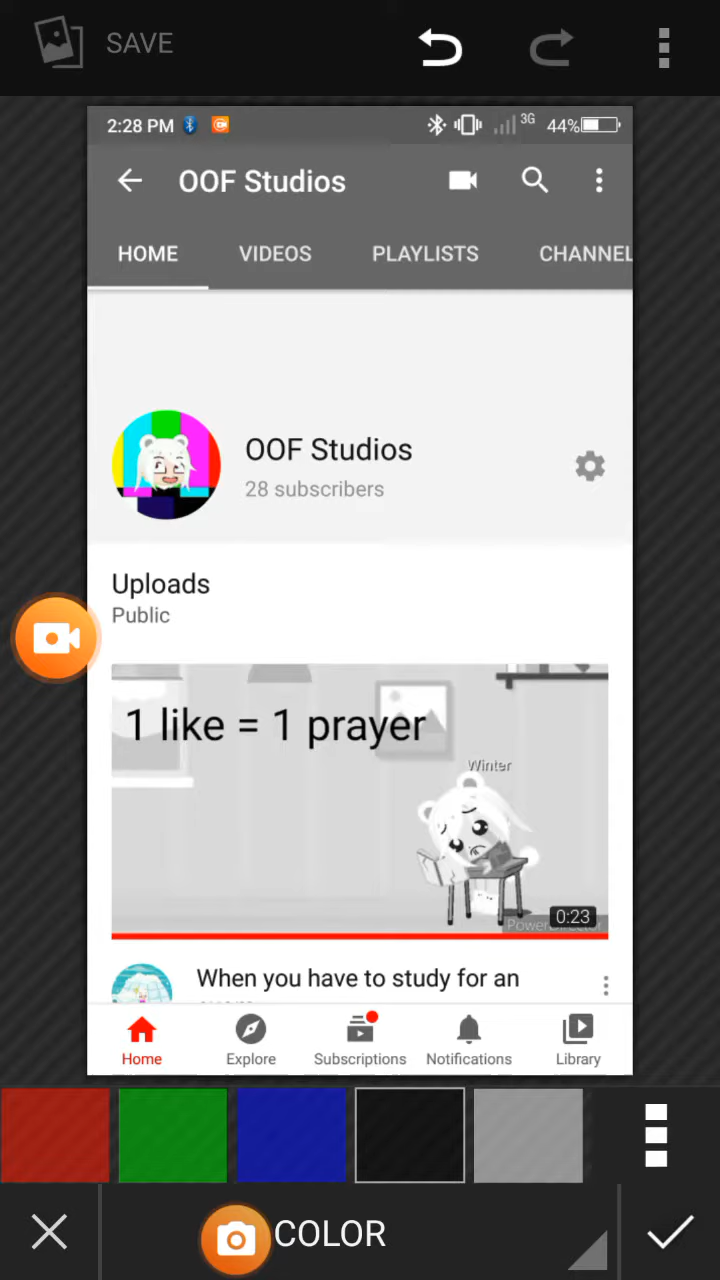 SAVE
2:28 PM
3G
44%
OOF Studios
HOME
VIDEOS
PLAYLISTS
CHANNEL
OOF Studios
28 subscribers
Uploads
Public
1 like = 1 prayer
Winter
0:23
When you have to study for an
Home
Explore
Subscriptions
Notifications
Library
COLOR